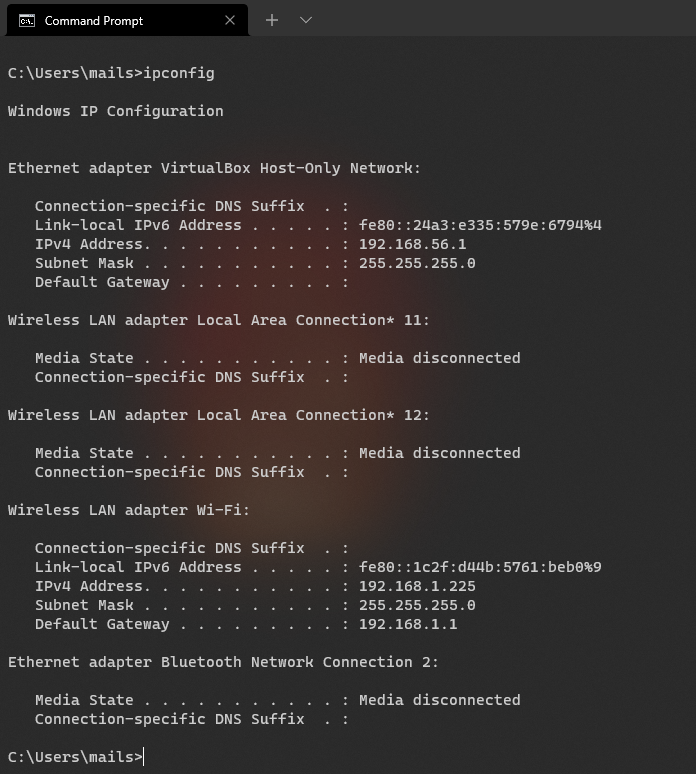 Command Prompt
C:\Users\mails>ipconfig
Windows IP Configuration
Ethernet adapter VirtualBox Host-Only Network:
Connection-specific DNS Suffix  . :
Link-local IPv6 Address . . . . . : fe80::24a3:e335:579e:6794%4
IPv4 Address. . . . . . . . . . . : 192.168.56.1
Subnet Mask . . . . . . . . . . . : 255.255.255.0
Default Gateway . . . . . . . . . :
Wireless LAN adapter Local Area Connection* 11:
Media State . . . . . . . . . . . : Media disconnected
Connection-specific DNS Suffix  . :
Wireless LAN adapter Local Area Connection* 12:
Media State . . . . . . . . . . . : Media disconnected
Connection-specific DNS Suffix  . :
Wireless LAN adapter Wi-Fi:
Connection-specific DNS Suffix  . :
Link-local IPv6 Address . . . . . : fe80::1c2f:d44b:5761:beb0%9
IPv4 Address. . . . . . . . . . . : 192.168.1.225
Subnet Mask . . . . . . . . . . . : 255.255.255.0
Default Gateway . . . . . . . . . : 192.168.1.1
Ethernet adapter Bluetooth Network Connection 2:
Media State . . . . . . . . . . . : Media disconnected
Connection-specific DNS Suffix  . :
C:\Users\mails>